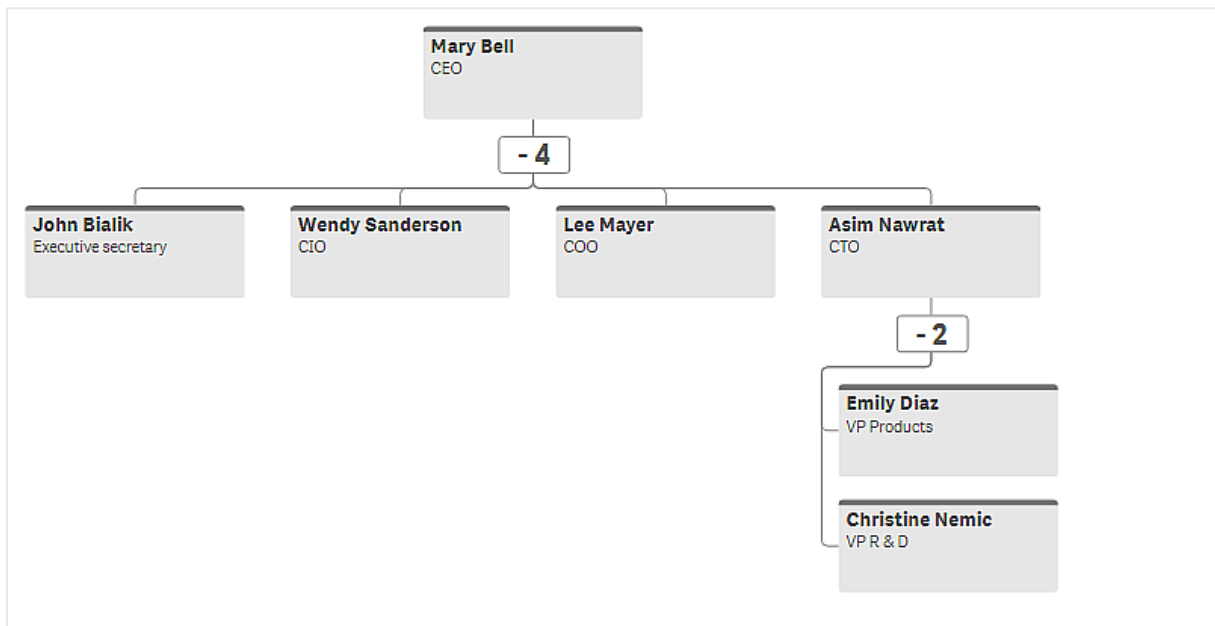 Mary Bell
CEO
- 4
John Bialik
Executive secretary
Wendy Sanderson
CIO
Lee Mayer
COO
Asim Nawrat
CTO
- 2
Emily Diaz
VP Products
Christine Nemic
VP R & D